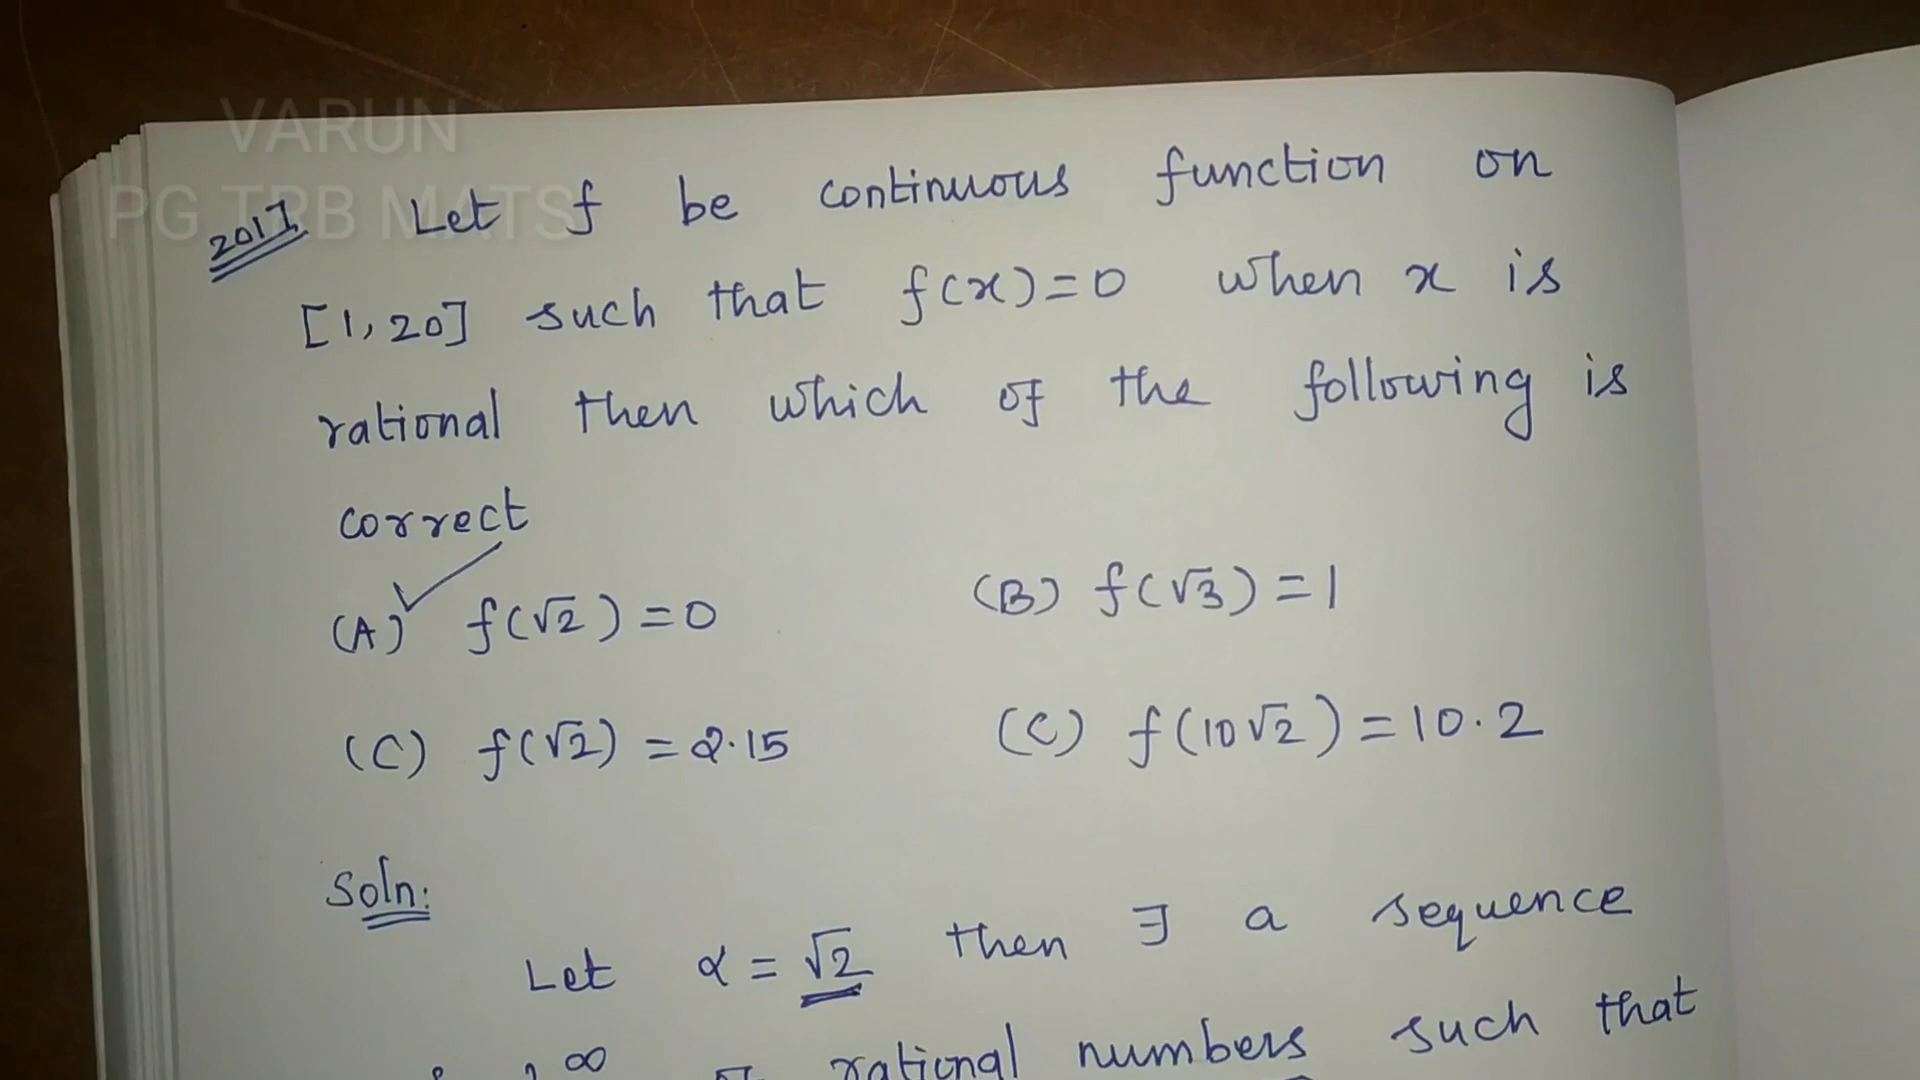 VARUN
PG TRB MATS
2017 Let f be continuous function on
[1, 20] such that f(x)=0 when x is
rational then which of the following is
correct
(A) f(√2)=0 (B) f(√3)=1
(C) f(√2)=2.15 (C) f(10√2)=10.2
Soln:
Let α=√2 then ∃ a sequence
∞ of rational numbers such that